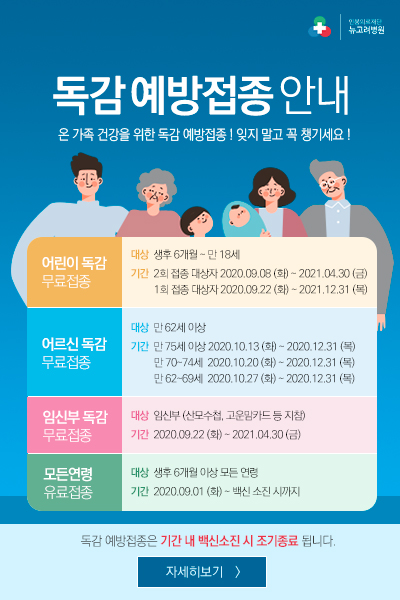 인봉의료재단
뉴고려병원
독감 예방접종 안내
온 가족 건강을 위한 독감 예방접종 ! 잊지 말고 꼭 챙기세요 !
어린이 독감
무료접종
대상 생후 6개월 ~ 만 18세
기간 2회 접종 대상자 2020.09.08 (화) ~ 2021.04.30 (금)
1회 접종 대상자 2020.09.22 (화) ~ 2021.12.31 (목)
어르신 독감
무료접종
대상 만 62세 이상
기간 만 75세 이상 2020.10.13 (화) ~ 2020.12.31 (목)
만 70~74세 2020.10.20 (화) ~ 2020.12.31 (목)
만 62~69세 2020.10.27 (화) ~ 2020.12.31 (목)
임신부 독감
무료접종
대상 임신부 (산모수첩, 고운맘카드 등 지참)
기간 2020.09.22 (화) ~ 2021.04.30 (금)
모든연령
유료접종
대상 생후 6개월 이상 모든 연령
기간 2020.09.01 (화) ~ 백신 소진 시까지
독감 예방접종은 기간 내 백신소진 시 조기종료 됩니다.
자세히보기 〉